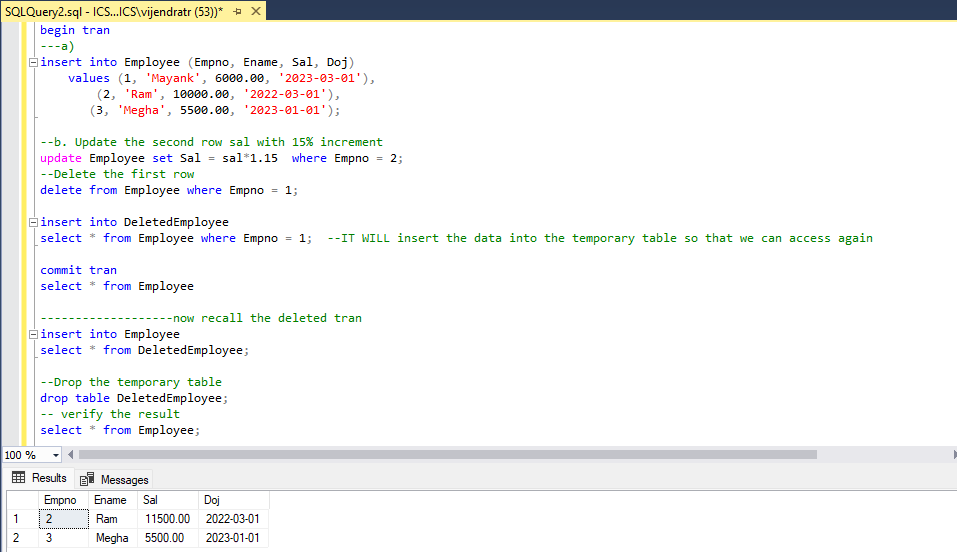 SQLQuery2.sql - ICS...ICS\vijendratr (53))*
begin tran
---a)
insert into Employee (Empno, Ename, Sal, Doj)
values (1, 'Mayank', 6000.00, '2023-03-01'),
(2, 'Ram', 10000.00, '2022-03-01'),
(3, 'Megha', 5500.00, '2023-01-01');
--b. Update the second row sal with 15% increment
update Employee set Sal = sal*1.15  where Empno = 2;
--Delete the first row
delete from Employee where Empno = 1;
insert into DeletedEmployee
select * from Employee where Empno = 1;  --IT WILL insert the data into the temporary table so that we can access again
commit tran
select * from Employee
-------------------now recall the deleted tran
insert into Employee
select * from DeletedEmployee;
--Drop the temporary table
drop table DeletedEmployee;
-- verify the result
select * from Employee;
100 %
Results Messages
Empno Ename Sal Doj
1 2 Ram 11500.00 2022-03-01
2 3 Megha 5500.00 2023-01-01